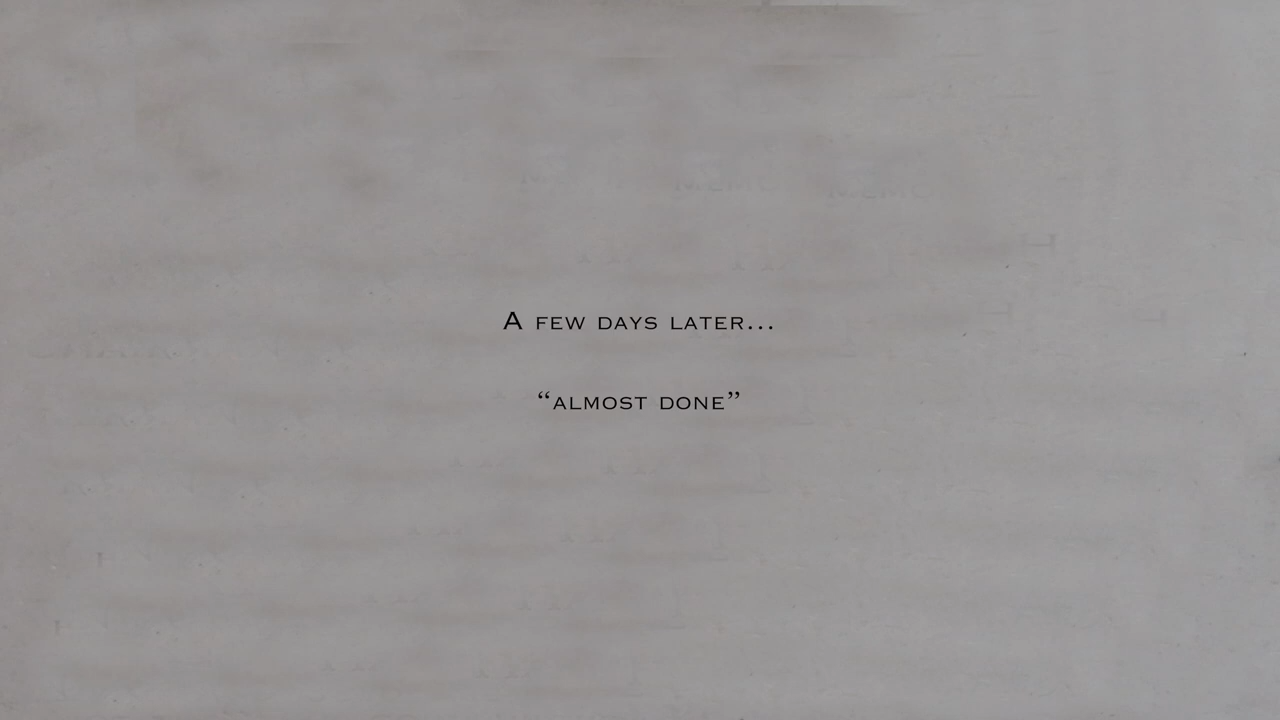 A few days later...
“almost done”